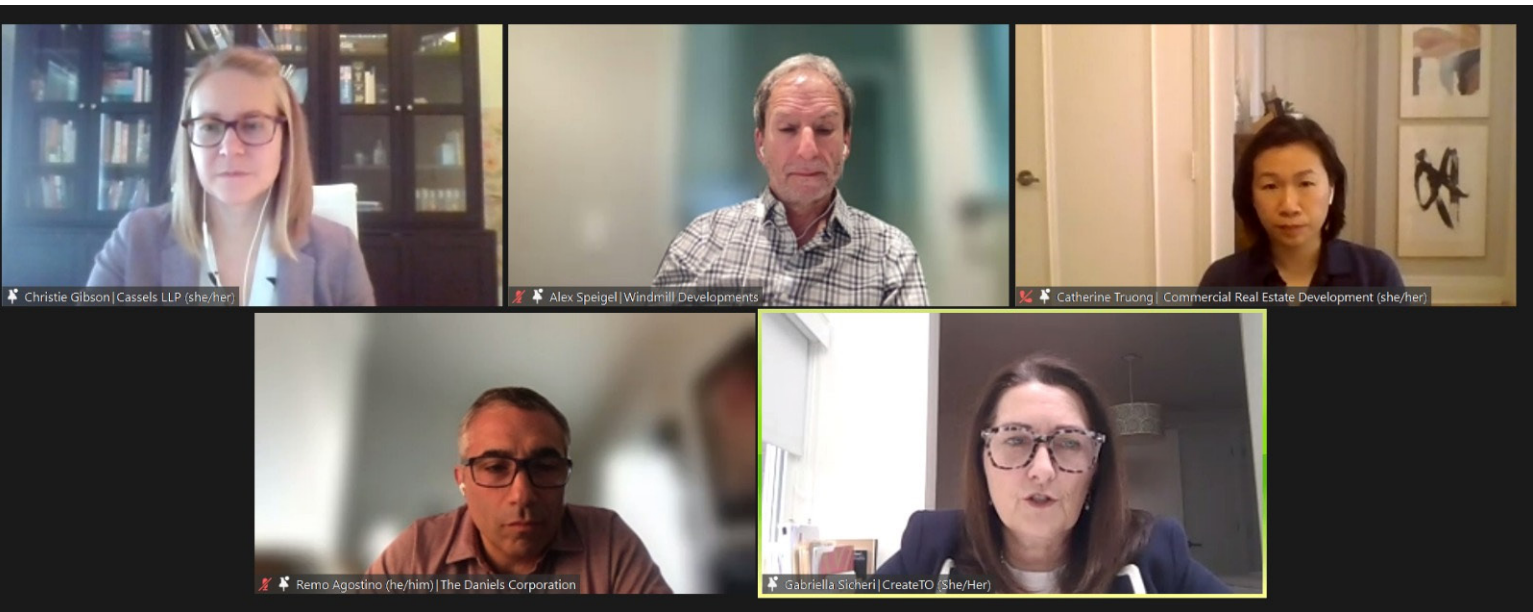 Christie Gibson|Cassels LLP (she/her)
Alex Speigel|Windmill Developments
Catherine Truong| Commercial Real Estate Development (she/her)
Remo Agostino (he/him)|The Daniels Corporation
Gabriella Sicheri|CreateTO (She/Her)